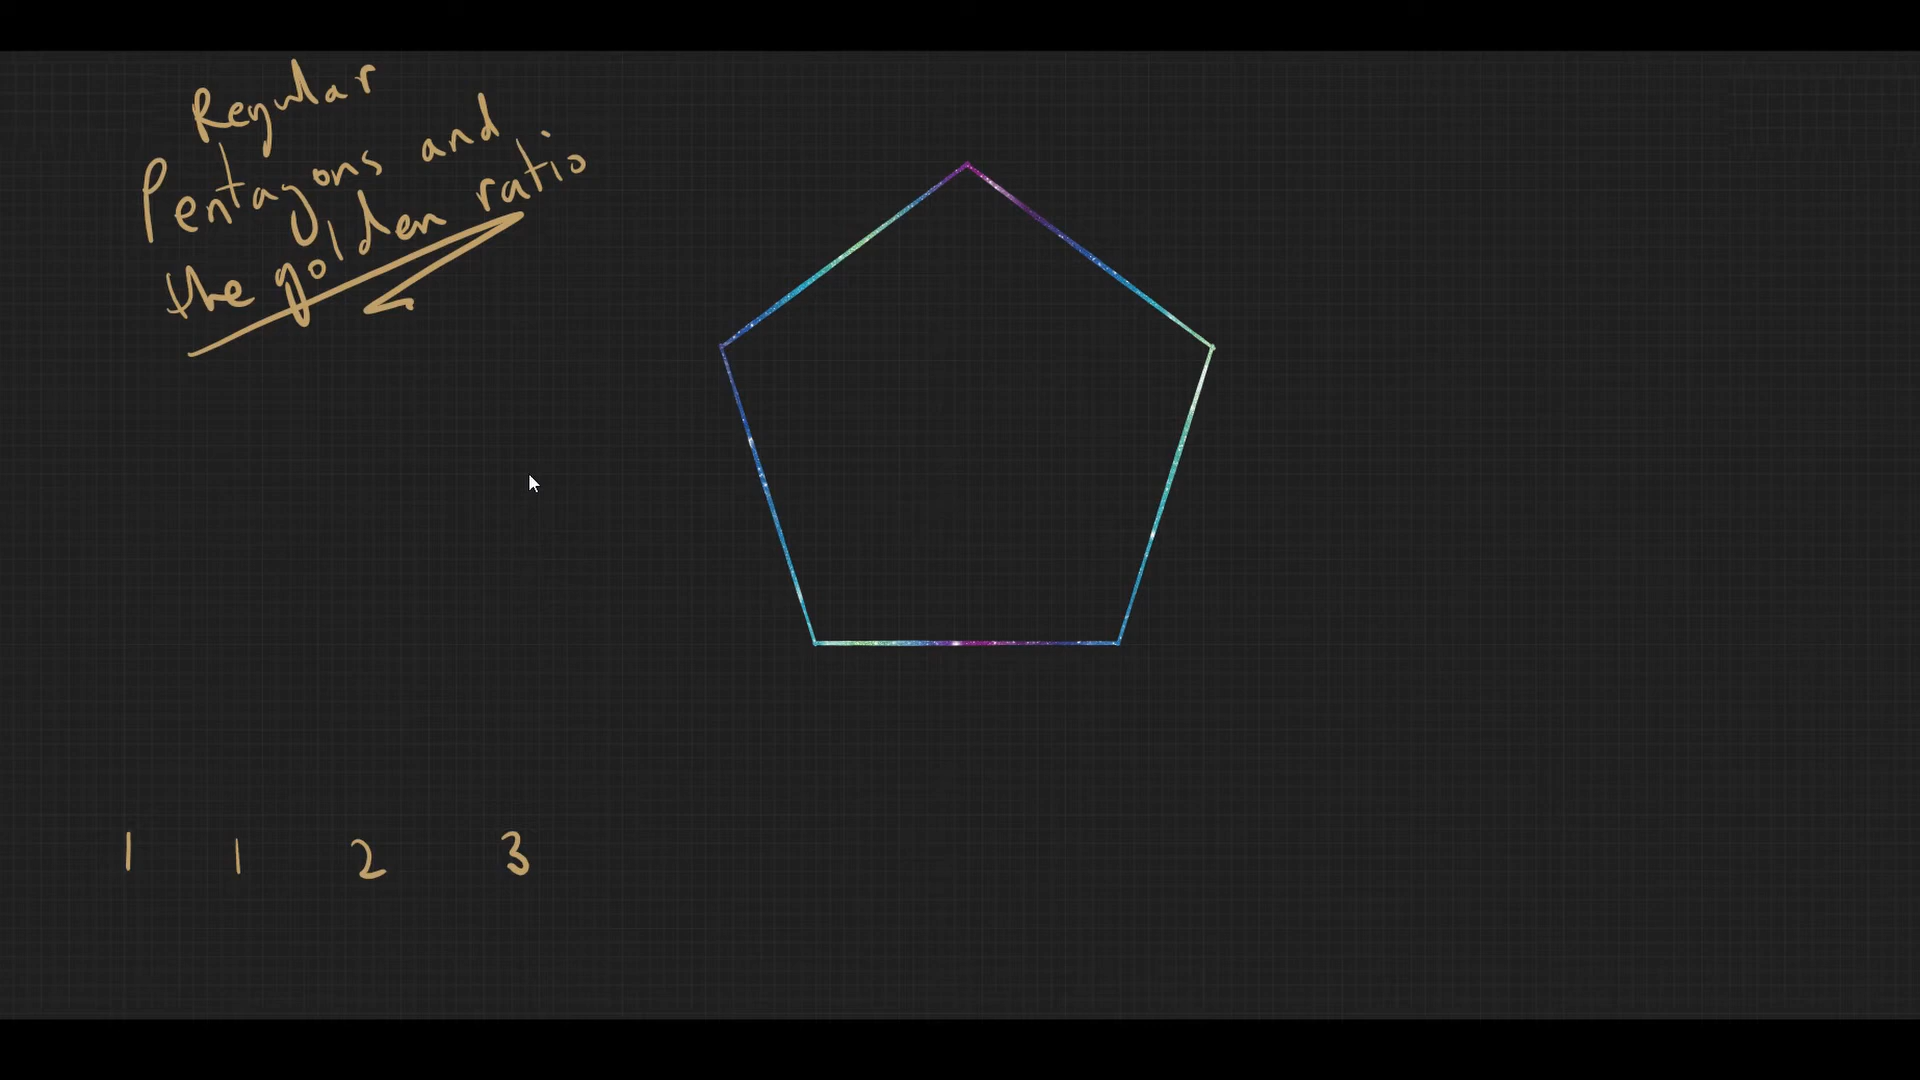 Regular
Pentagons and
the golden ratio
1 1 2 3